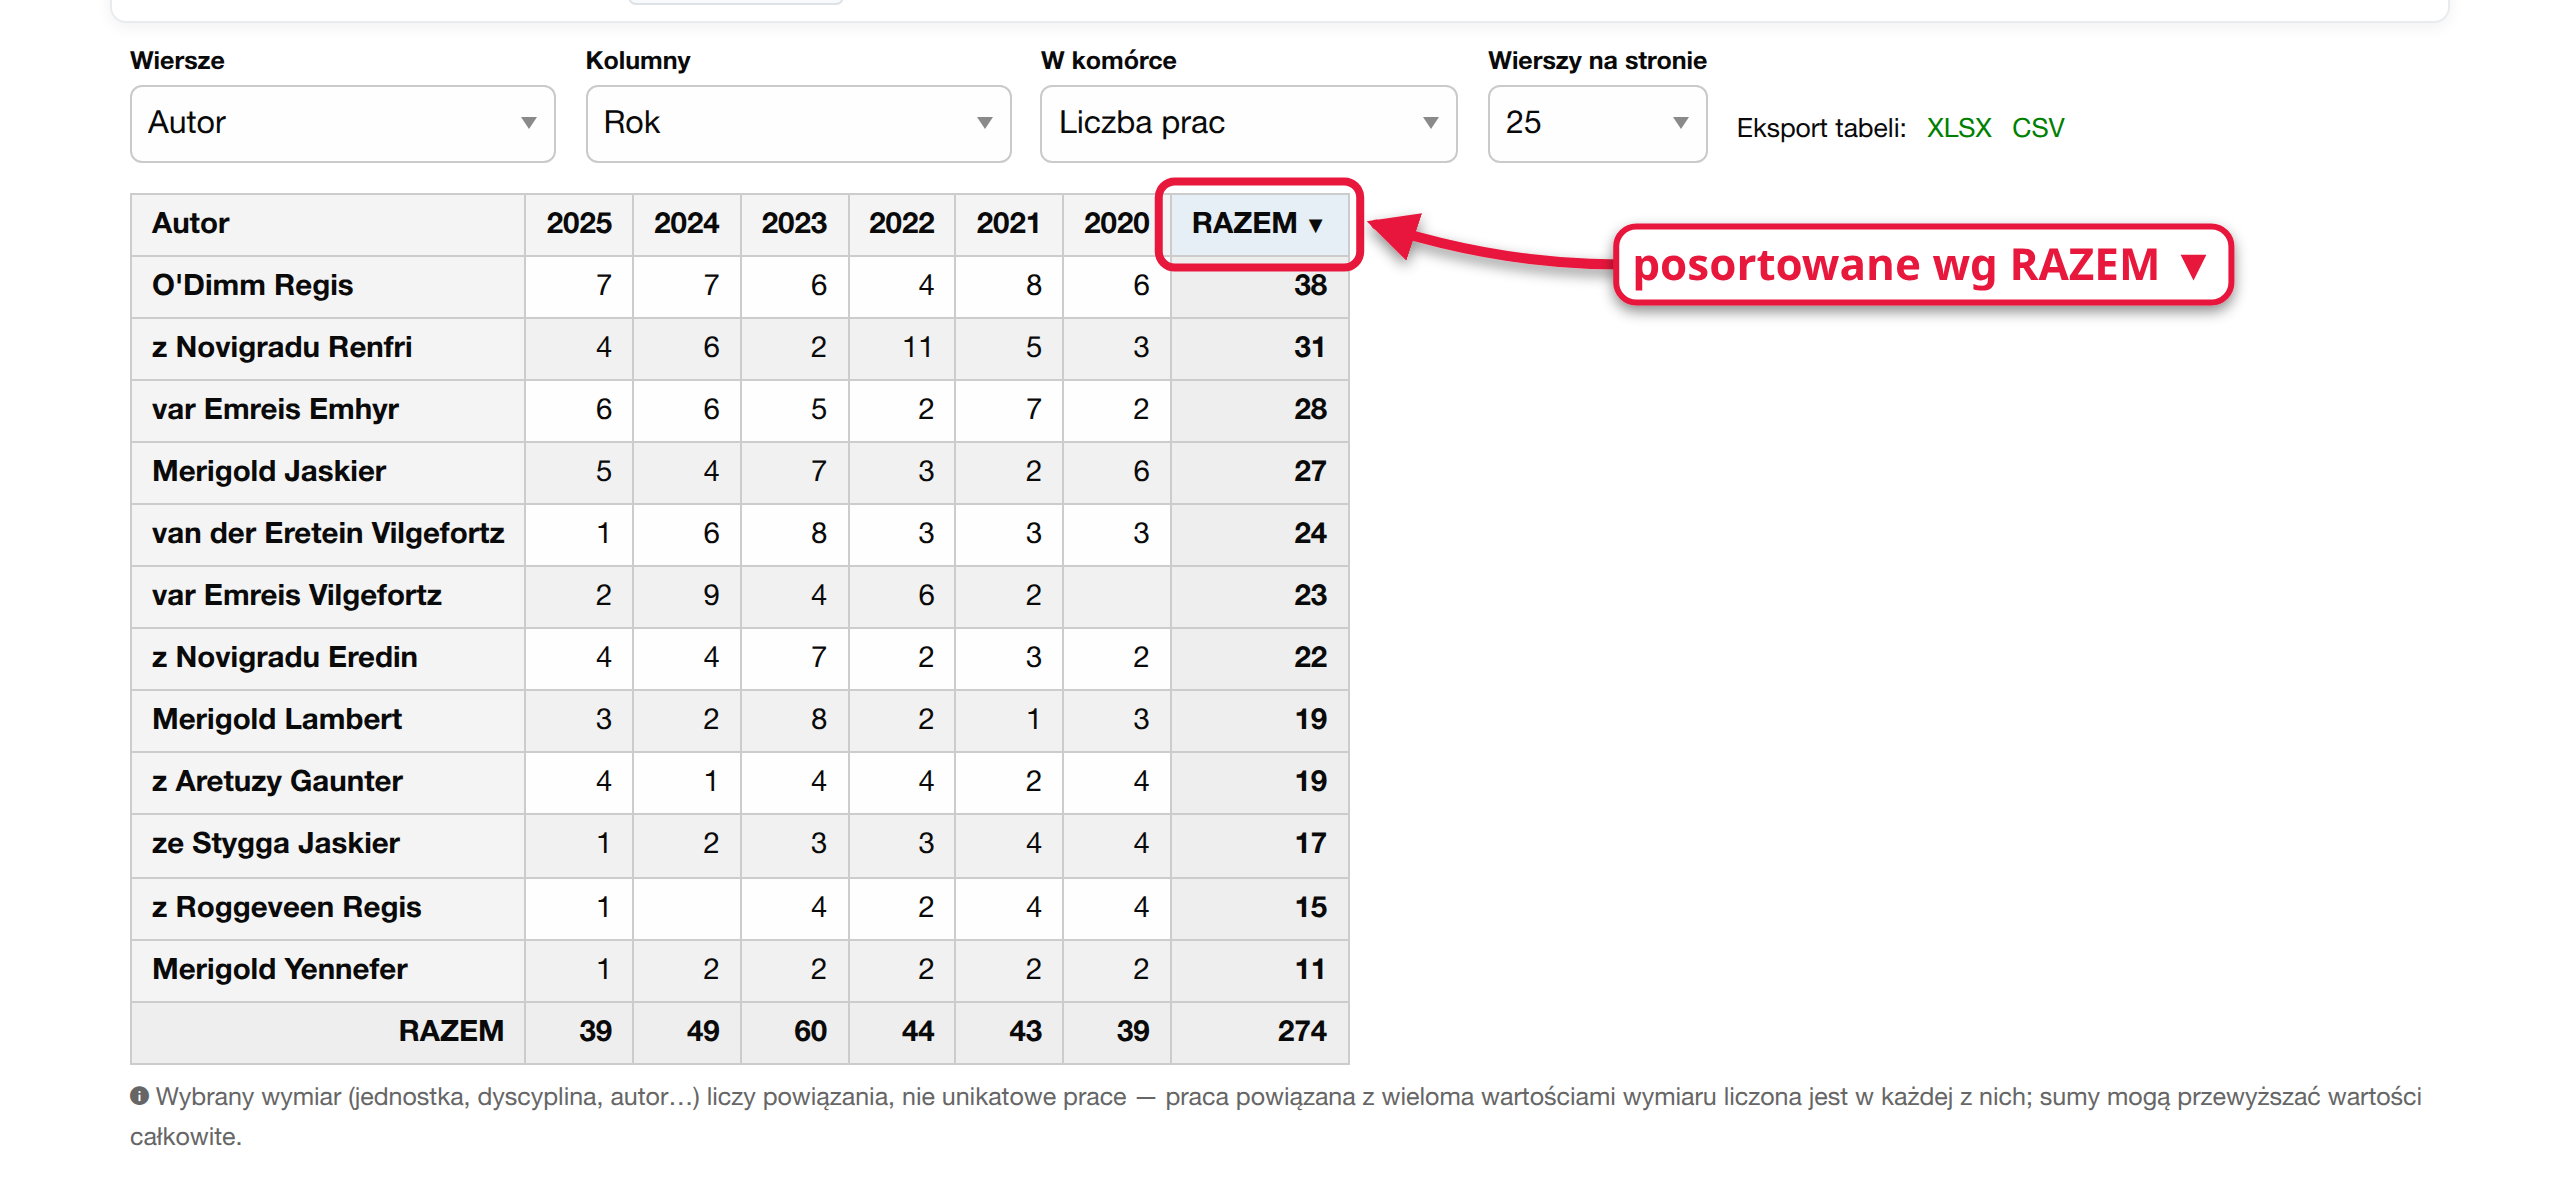 Wiersze Kolumny W komórce Wierszy na stronie
Autor Rok Liczba prac 25 Eksport tabeli: XLSX CSV
Autor 2025 2024 2023 2022 2021 2020 RAZEM ▼
posortowane wg RAZEM ▼
O'Dimm Regis 7 7 6 4 8 6 38
z Novigradu Renfri 4 6 2 11 5 3 31
var Emreis Emhyr 6 6 5 2 7 2 28
Merigold Jaskier 5 4 7 3 2 6 27
van der Eretein Vilgefortz 1 6 8 3 3 3 24
var Emreis Vilgefortz 2 9 4 6 2 23
z Novigradu Eredin 4 4 7 2 3 2 22
Merigold Lambert 3 2 8 2 1 3 19
z Aretuzy Gaunter 4 1 4 4 2 4 19
ze Stygga Jaskier 1 2 3 3 4 4 17
z Roggeveen Regis 1 4 2 4 4 15
Merigold Yennefer 1 2 2 2 2 2 11
RAZEM 39 49 60 44 43 39 274
Wybrany wymiar (jednostka, dyscyplina, autor…) liczy powiązania, nie unikatowe prace — praca powiązana z wieloma wartościami wymiaru liczona jest w każdej z nich; sumy mogą przewyższać wartości
całkowite.